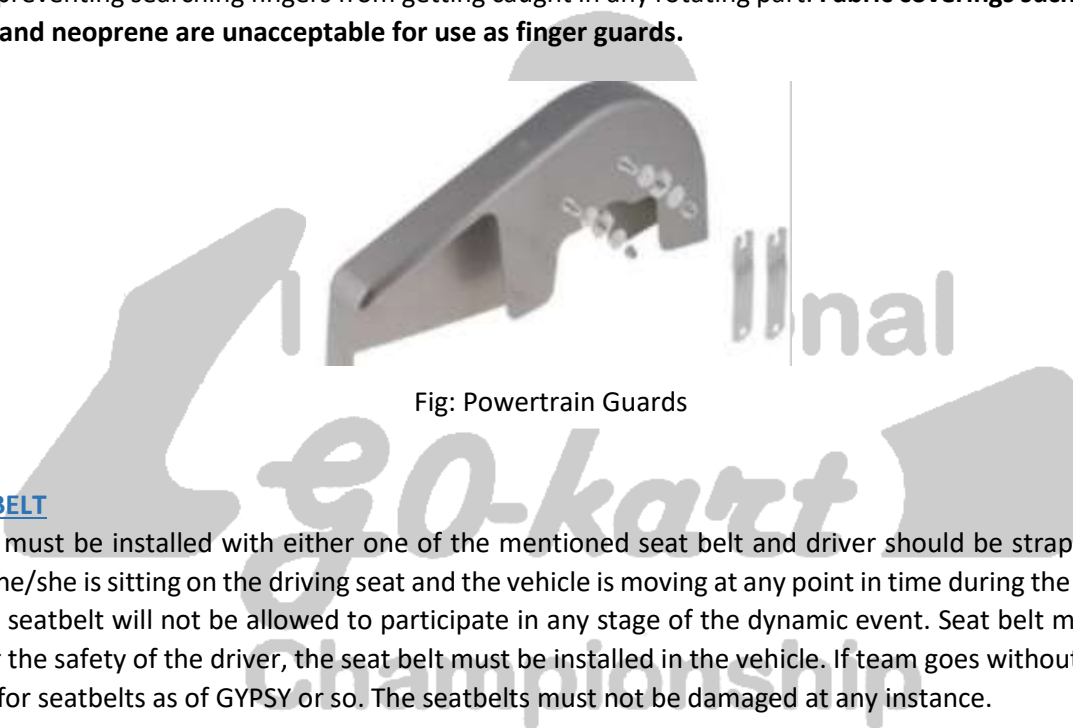 preventing searching fingers from getting caught in any rotating part. Fabric coverings such
and neoprene are unacceptable for use as finger guards.
I onal
Fig: Powertrain Guards
GO-kart
BELT
must be installed with either one of the mentioned seat belt and driver should be strap
he/she is sitting on the driving seat and the vehicle is moving at any point in time during the
seatbelt will not be allowed to participate in any stage of the dynamic event. Seat belt m
the safety of the driver, the seat belt must be installed in the vehicle. If team goes without
Championship
for seatbelts as of GYPSY or so. The seatbelts must not be damaged at any instance.